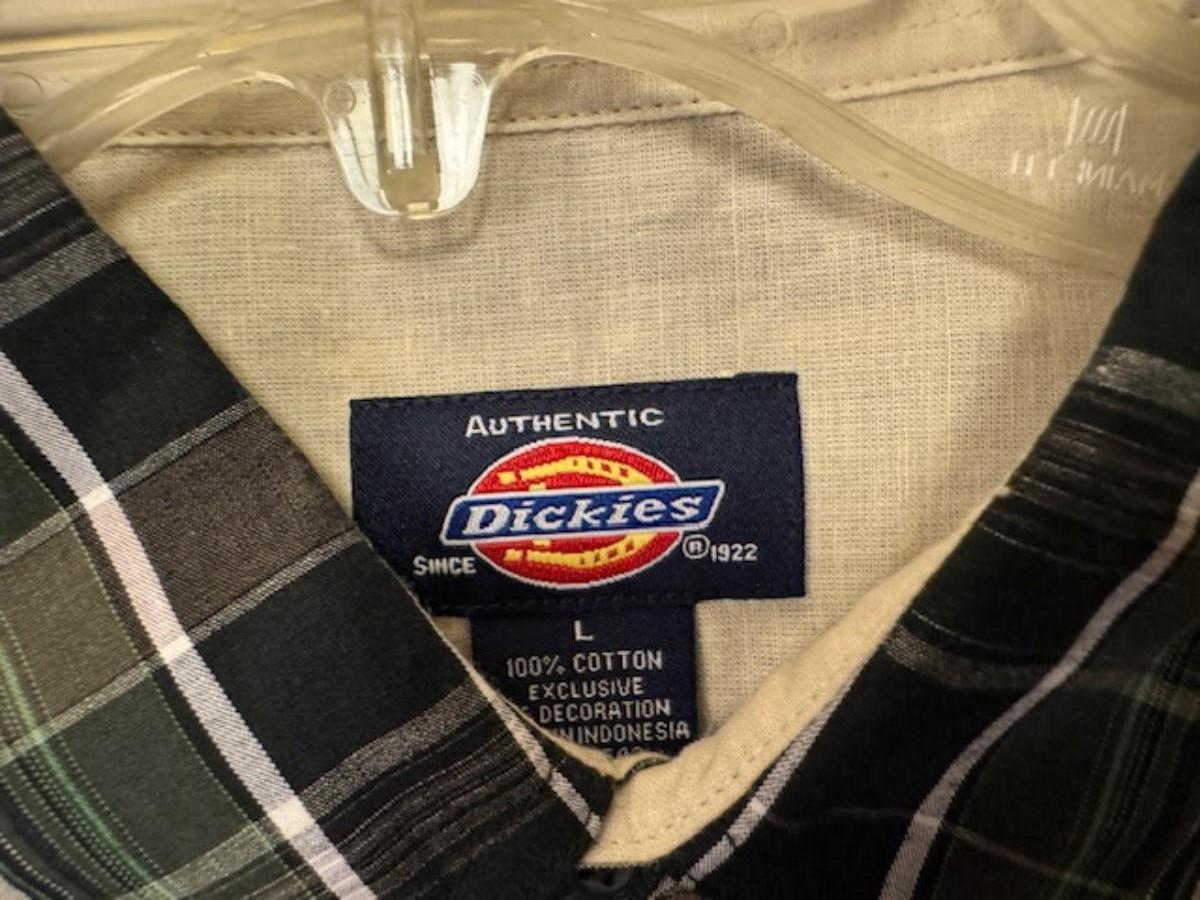 AUTHENTIC
Dickies
SINCE ® 1922
L
100% COTTON
EXCLUSIVE
DECORATION
INDONESIA